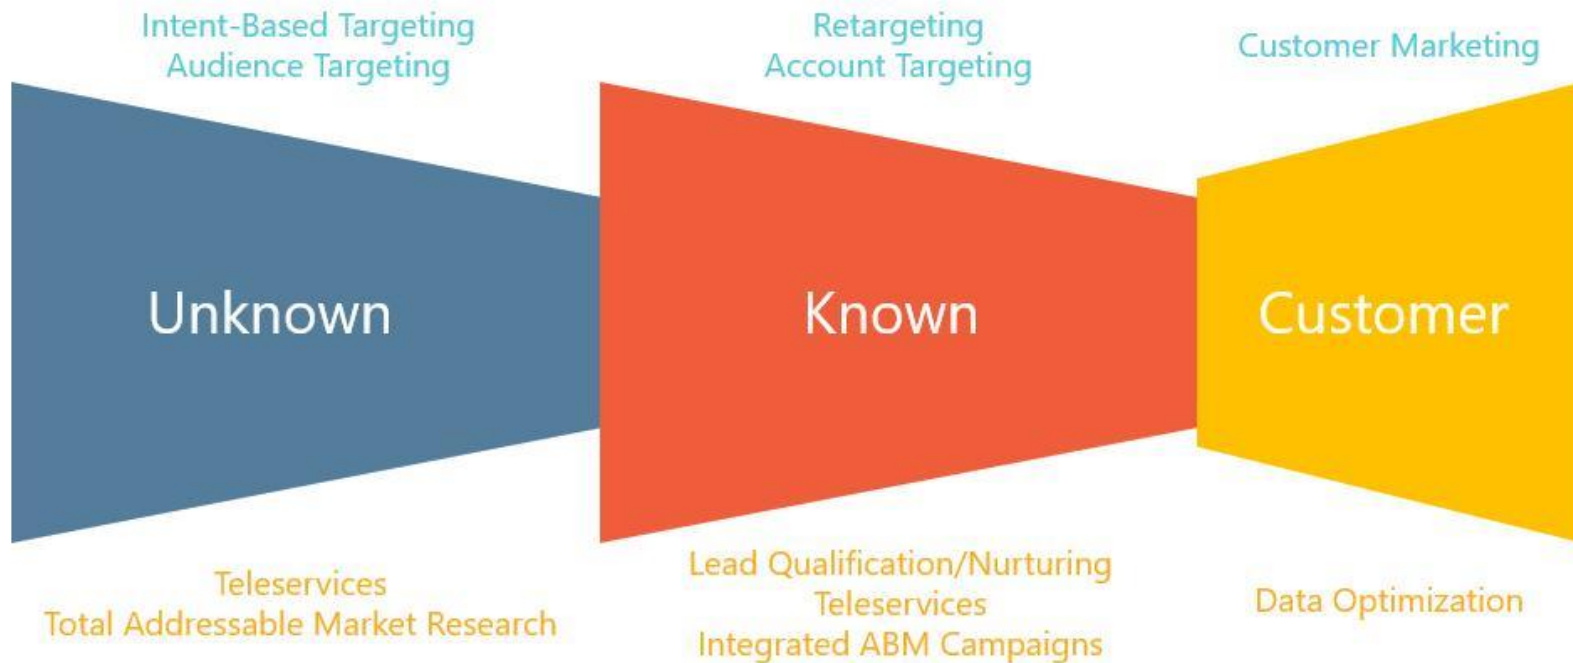 Intent-Based Targeting
Audience Targeting
Retargeting
Account Targeting
Customer Marketing
Unknown
Known
Customer
Teleservices
Total Addressable Market Research
Lead Qualification/Nurturing
Teleservices
Integrated ABM Campaigns
Data Optimization